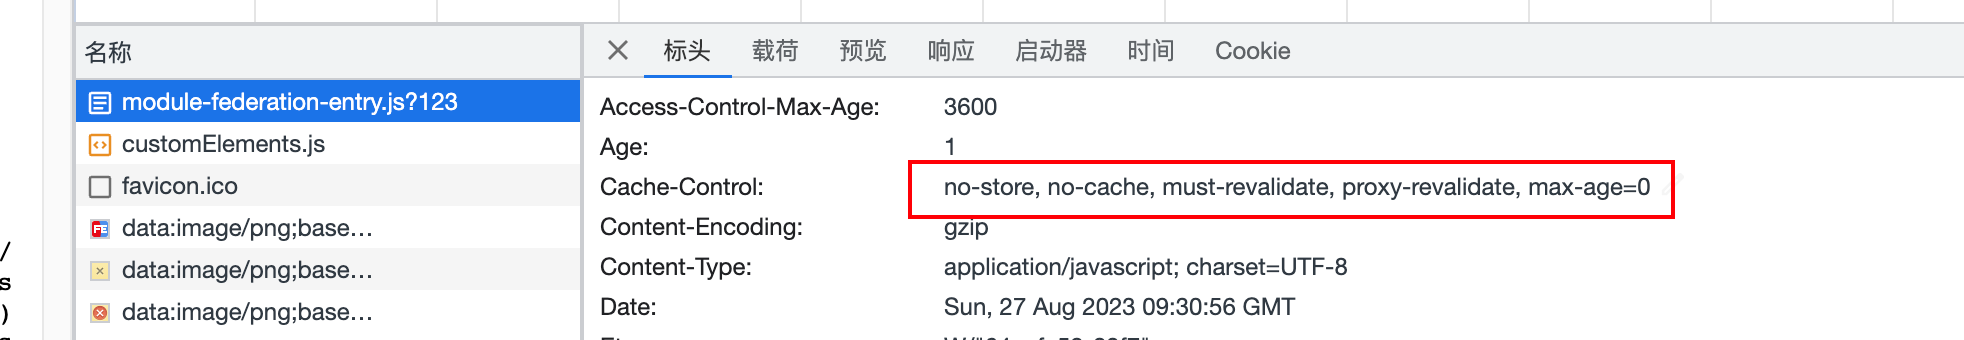 名称
module-federation-entry.js?123
customElements.js
favicon.ico
data:image/png;base…
data:image/png;base…
data:image/png;base…
标头 载荷 预览 响应 启动器 时间 Cookie
Access-Control-Max-Age: 3600
Age: 1
Cache-Control: no-store, no-cache, must-revalidate, proxy-revalidate, max-age=0
Content-Encoding: gzip
Content-Type: application/javascript; charset=UTF-8
Date: Sun, 27 Aug 2023 09:30:56 GMT
/
s
)